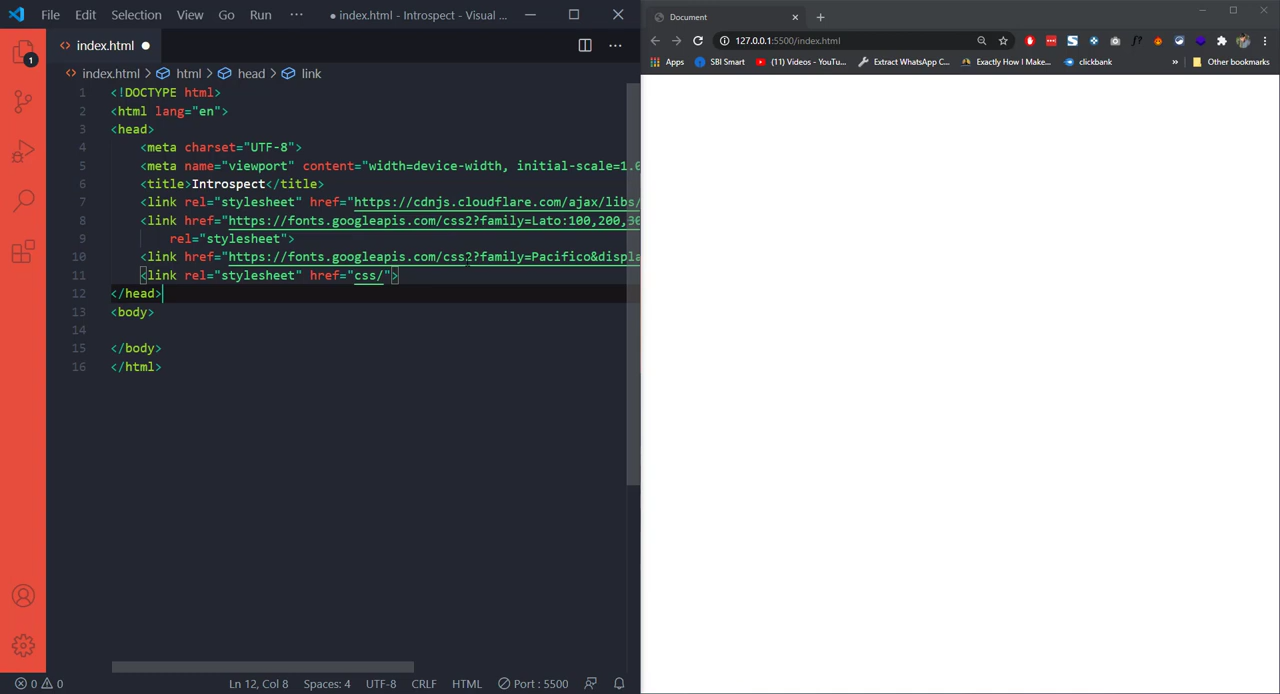 File Edit Selection View Go Run ··· ● index.html - Introspect - Visual ...
<> index.html ●
1
<> index.html > html > head > link
1 <!DOCTYPE html>
2 <html lang="en">
3 <head>
4 <meta charset="UTF-8">
5 <meta name="viewport" content="width=device-width, initial-scale=1.0
6 <title>Introspect</title>
7 <link rel="stylesheet" href="https://cdnjs.cloudflare.com/ajax/libs/
8 <link href="https://fonts.googleapis.com/css2?family=Lato:100,200,30
9 rel="stylesheet">
10 <link href="https://fonts.googleapis.com/css2?family=Pacifico&displa
11 <link rel="stylesheet" href="css/">
12 </head>
13 <body>
14
15 </body>
16 </html>
0 0 Ln 12, Col 8 Spaces: 4 UTF-8 CRLF HTML Port : 5500
Document
127.0.0.1:5500/index.html
Apps SBI Smart (11) Videos - YouTu... Extract WhatsApp C... Exactly How I Make... clickbank » Other bookmarks